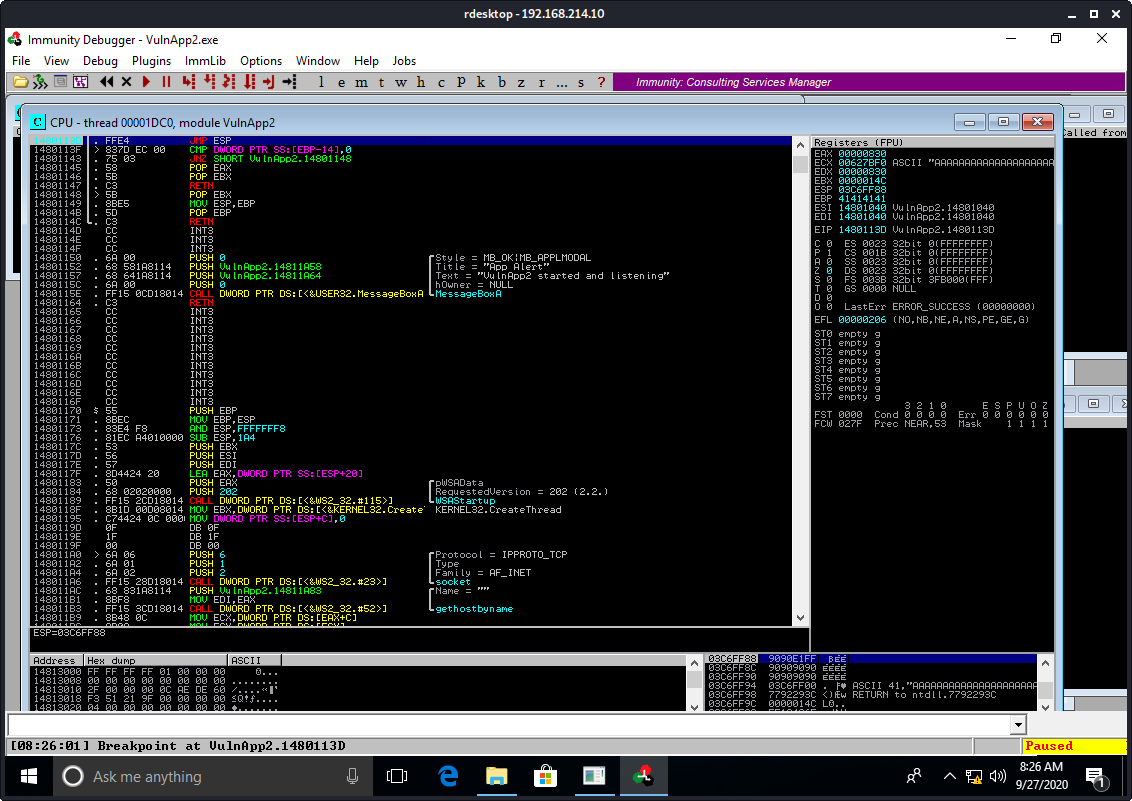 rdesktop - 192.168.214.10
Immunity Debugger - VulnApp2.exe
File View Debug Plugins ImmLib Options Window Help Jobs
l e m t w h c P k b z r ... s ? Immunity: Consulting Services Manager
C CPU - thread 00001DC0, module VulnApp2
Called from
. FFE4 JMP ESP
1480113F > 837D EC 00 CMP DWORD PTR SS:[EBP-14],0
14801143 . 75 03 JNZ SHORT VulnApp2.14801148
14801145 . 58 POP EAX
14801146 . 5B POP EBX
14801147 . C3 RETN
14801148 > 5B POP EBX
14801149 . 8BE5 MOV ESP,EBP
1480114B . 5D POP EBP
1480114C . C3 RETN
1480114D CC INT3
1480114E CC INT3
1480114F CC INT3
14801150 . 6A 00 PUSH 0 Style = MB_OK|MB_APPLMODAL
14801152 . 68 581A8114 PUSH VulnApp2.14811A58 Title = "App Alert"
14801157 . 68 641A8114 PUSH VulnApp2.14811A64 Text = "VulnApp2 started and listening"
1480115C . 6A 00 PUSH 0 hOwner = NULL
1480115E . FF15 0CD18014 CALL DWORD PTR DS:[<&USER32.MessageBoxA MessageBoxA
14801164 . C3 RETN
14801165 CC INT3
14801166 CC INT3
14801167 CC INT3
14801168 CC INT3
14801169 CC INT3
1480116A CC INT3
1480116B CC INT3
1480116C CC INT3
1480116D CC INT3
1480116E CC INT3
1480116F CC INT3
14801170 $ 55 PUSH EBP
14801171 . 8BEC MOV EBP,ESP
14801173 . 83E4 F8 AND ESP,FFFFFFF8
14801176 . 81EC A4010000 SUB ESP,1A4
1480117C . 53 PUSH EBX
1480117D . 56 PUSH ESI
1480117E . 57 PUSH EDI
1480117F . 8D4424 20 LEA EAX,DWORD PTR SS:[ESP+20]
14801183 . 50 PUSH EAX pWSAData
14801184 . 68 02020000 PUSH 202 RequestedVersion = 202 (2.2.)
14801189 . FF15 2CD18014 CALL DWORD PTR DS:[<&WS2_32.#115>] WSAStartup
1480118F . 8B1D 00D08014 MOV EBX,DWORD PTR DS:[<&KERNEL32.Create KERNEL32.CreateThread
14801195 . C74424 0C 000 MOV DWORD PTR SS:[ESP+C],0
1480119D 0F DB 0F
1480119E 1F DB 1F
1480119F 00 DB 00
148011A0 > 6A 06 PUSH 6 Protocol = IPPROTO_TCP
148011A2 . 6A 01 PUSH 1 Type
148011A4 . 6A 02 PUSH 2 Family = AF_INET
148011A6 . FF15 28D18014 CALL DWORD PTR DS:[<&WS2_32.#23>] socket
148011AC . 68 831A8114 PUSH VulnApp2.14811A83 Name = ""
148011B1 . 8BF8 MOV EDI,EAX
148011B3 . FF15 3CD18014 CALL DWORD PTR DS:[<&WS2_32.#52>] gethostbyname
148011B9 . 8B48 0C MOV ECX,DWORD PTR DS:[EAX+C]
ESP=03C6FF88
Registers (FPU)
EAX 00000830
ECX 00627BF0 ASCII "AAAAAAAAAAAAAAAAAAAA
EDX 00000830
EBX 0000014C
ESP 03C6FF88
EBP 41414141
ESI 14801040 VulnApp2.14801040
EDI 14801040 VulnApp2.14801040
EIP 1480113D VulnApp2.1480113D
C 0 ES 0023 32bit 0(FFFFFFFF)
P 1 CS 001B 32bit 0(FFFFFFFF)
A 0 SS 0023 32bit 0(FFFFFFFF)
Z 0 DS 0023 32bit 0(FFFFFFFF)
S 0 FS 003B 32bit 3FB000(FFF)
T 0 GS 0000 NULL
D 0
O 0 LastErr ERROR_SUCCESS (00000000)
EFL 00000206 (NO,NB,NE,A,NS,PE,GE,G)
ST0 empty g
ST1 empty g
ST2 empty g
ST3 empty g
ST4 empty g
ST5 empty g
ST6 empty g
ST7 empty g
3 2 1 0 E S P U O Z
FST 0000 Cond 0 0 0 0 Err 0 0 0 0 0 0
FCW 027F Prec NEAR,53 Mask 1 1 1 1
Address Hex dump ASCII
14813000 FF FF FF FF 01 00 00 00
14813008 00 00 00 00 00 00 00 00 ........
14813010 2F 00 00 00 0C AE DE 60
14813018 F3 51 21 9F 00 00 00 00
14813020 04 00 00 00 00 00 00 00
03C6FF88 9090E1FF
03C6FF8C 90909090 ÉÉÉÉ
03C6FF90 90909090 ÉÉÉÉ
03C6FF94 03C6FF00 ASCII 41,"AAAAAAAAAAAAAAAAAAAA
03C6FF98 7792293C RETURN to ntdll.7792293C
03C6FF9C 0000014C L0..
[08:26:01] Breakpoint at VulnApp2.1480113D
Paused
Ask me anything
8:26 AM
9/27/2020
1